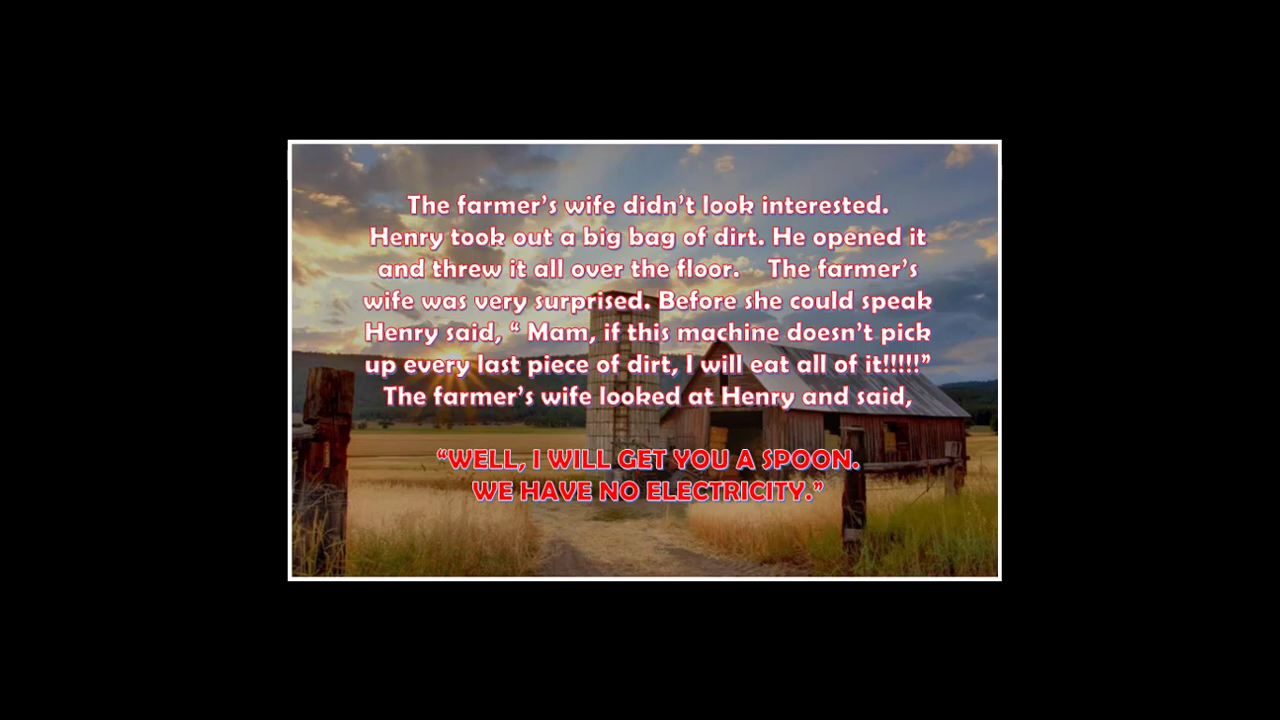 The farmer’s wife didn’t look interested.
Henry took out a big bag of dirt. He opened it
and threw it all over the floor.    The farmer’s
wife was very surprised. Before she could speak
Henry said, “ Mam, if this machine doesn’t pick
up every last piece of dirt, I will eat all of it!!!!!”
The farmer’s wife looked at Henry and said,
“WELL, I WILL GET YOU A SPOON.
WE HAVE NO ELECTRICITY.”